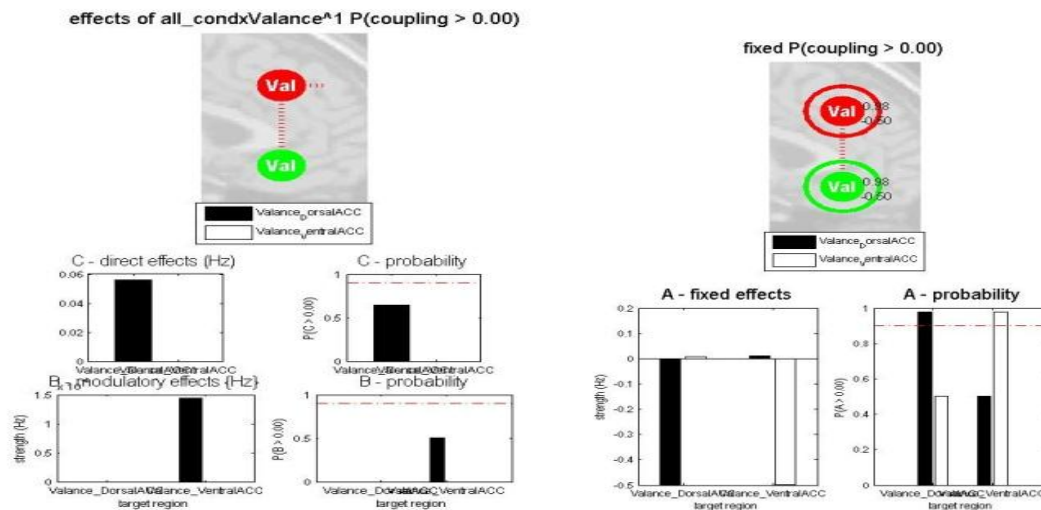 effects of all_condxValance^1 P(coupling > 0.00)
Val
Val
Valance_DorsalACC
Valance_VentralACC
C - direct effects {Hz}
0.06
0.04
0.02
0
C - probability
P(C > 0.00)
1
0.5
0
B - modulatory effects {Hz}
strength (Hz)
1.5
1
0.5
0
Valance_DorsalACC
Valance_VentralACC
target region
B - probability
P(B > 0.00)
1
0.5
0
target region
fixed P(coupling > 0.00)
Val
0.98
-0.50
Val
0.98
-0.50
Valance_DorsalACC
Valance_VentralACC
A - fixed effects
strength (Hz)
0.2
0.1
0
-0.1
-0.2
-0.3
-0.4
-0.5
Valance_DorsalACC
Valance_VentralACC
target region
A - probability
P(A > 0.00)
1
0.8
0.6
0.4
0.2
0
target region